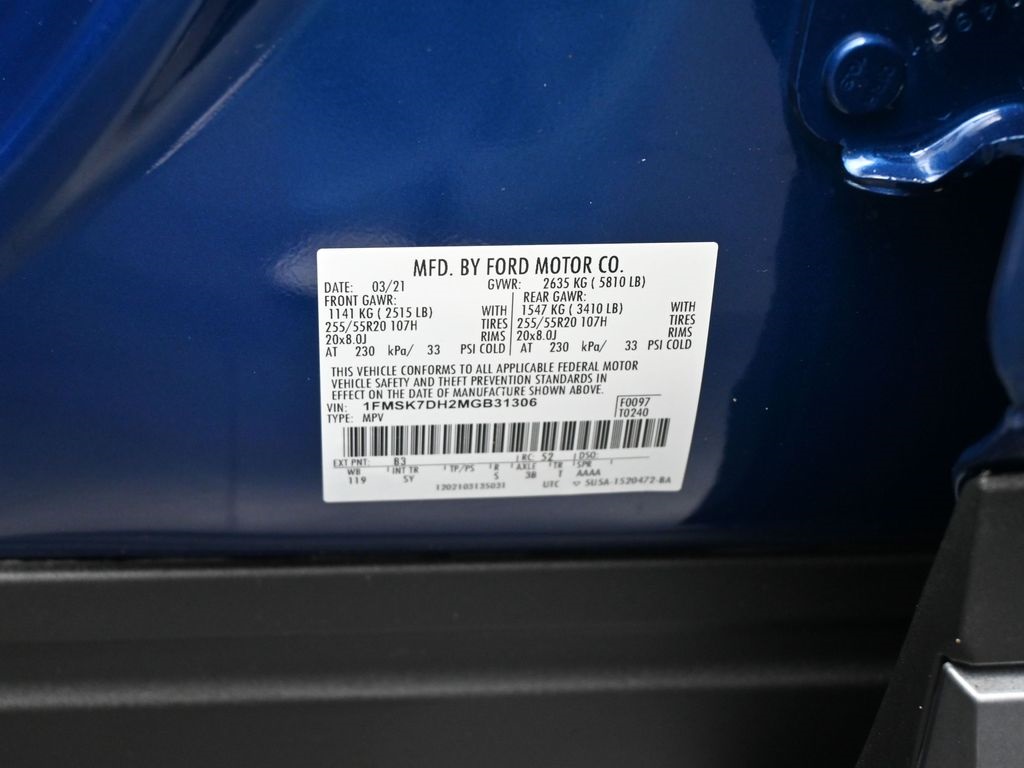 MFD. BY FORD MOTOR CO.
DATE: 03/21 GVWR: 2635 KG ( 5810 LB)
FRONT GAWR: REAR GAWR:
1141 KG ( 2515 LB) WITH 1547 KG ( 3410 LB) WITH
255/55R20 107H TIRES 255/55R20 107H TIRES
20x8.0J RIMS 20x8.0J RIMS
AT 230 kPa/ 33 PSI COLD AT 230 kPa/ 33 PSI COLD
THIS VEHICLE CONFORMS TO ALL APPLICABLE FEDERAL MOTOR
VEHICLE SAFETY AND THEFT PREVENTION STANDARDS IN
EFFECT ON THE DATE OF MANUFACTURE SHOWN ABOVE.
VIN: 1FMSK7DH2MGB31306 F0097
TYPE: MPV T0240
EXT PNT: B3 RC: 52 DSO:
WB INT TR TP/PS R AXLE TR SPR
119 5Y S 3B T AAAA
1202103135031 UTC 5U5A-1520472-BA